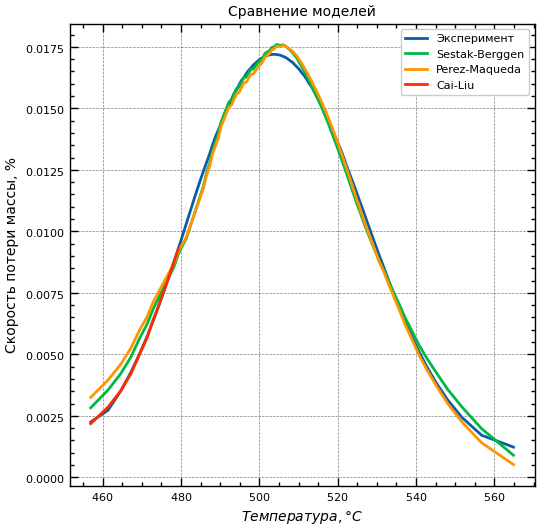 Сравнение моделей
Эксперимент
Sestak-Berggen
Perez-Maqueda
Cai-Liu
Скорость потери массы, %
0.0175
0.0150
0.0125
0.0100
0.0075
0.0050
0.0025
0.0000
460 480 500 520 540 560
Температура, °C